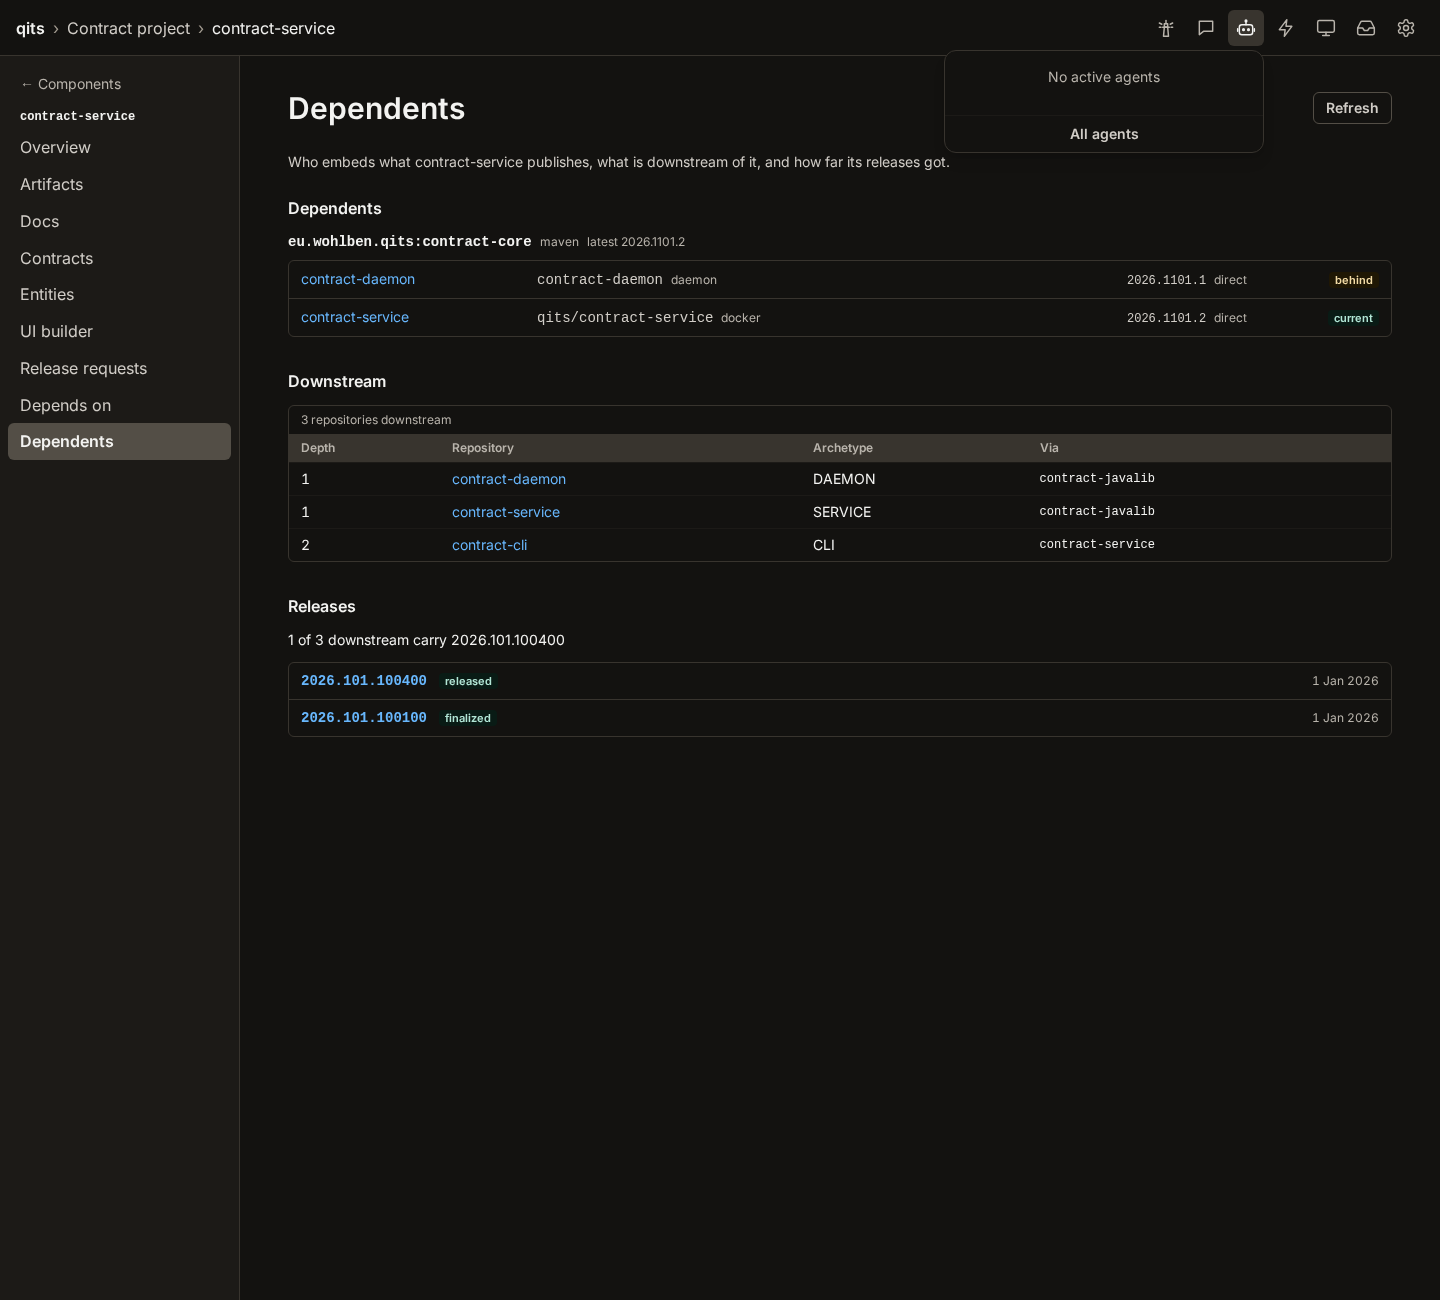 qits › Contract project › contract-service
No active agents
All agents
← Components
contract-service
Overview
Artifacts
Docs
Contracts
Entities
UI builder
Release requests
Depends on
Dependents
Dependents
Refresh
Who embeds what contract-service publishes, what is downstream of it, and how far its releases got.
Dependents
eu.wohlben.qits:contract-core maven latest 2026.1101.2
contract-daemon contract-daemon daemon 2026.1101.1 direct behind
contract-service qits/contract-service docker 2026.1101.2 direct current
Downstream
3 repositories downstream
Depth Repository Archetype Via
1 contract-daemon DAEMON contract-javalib
1 contract-service SERVICE contract-javalib
2 contract-cli CLI contract-service
Releases
1 of 3 downstream carry 2026.101.100400
2026.101.100400 released 1 Jan 2026
2026.101.100100 finalized 1 Jan 2026